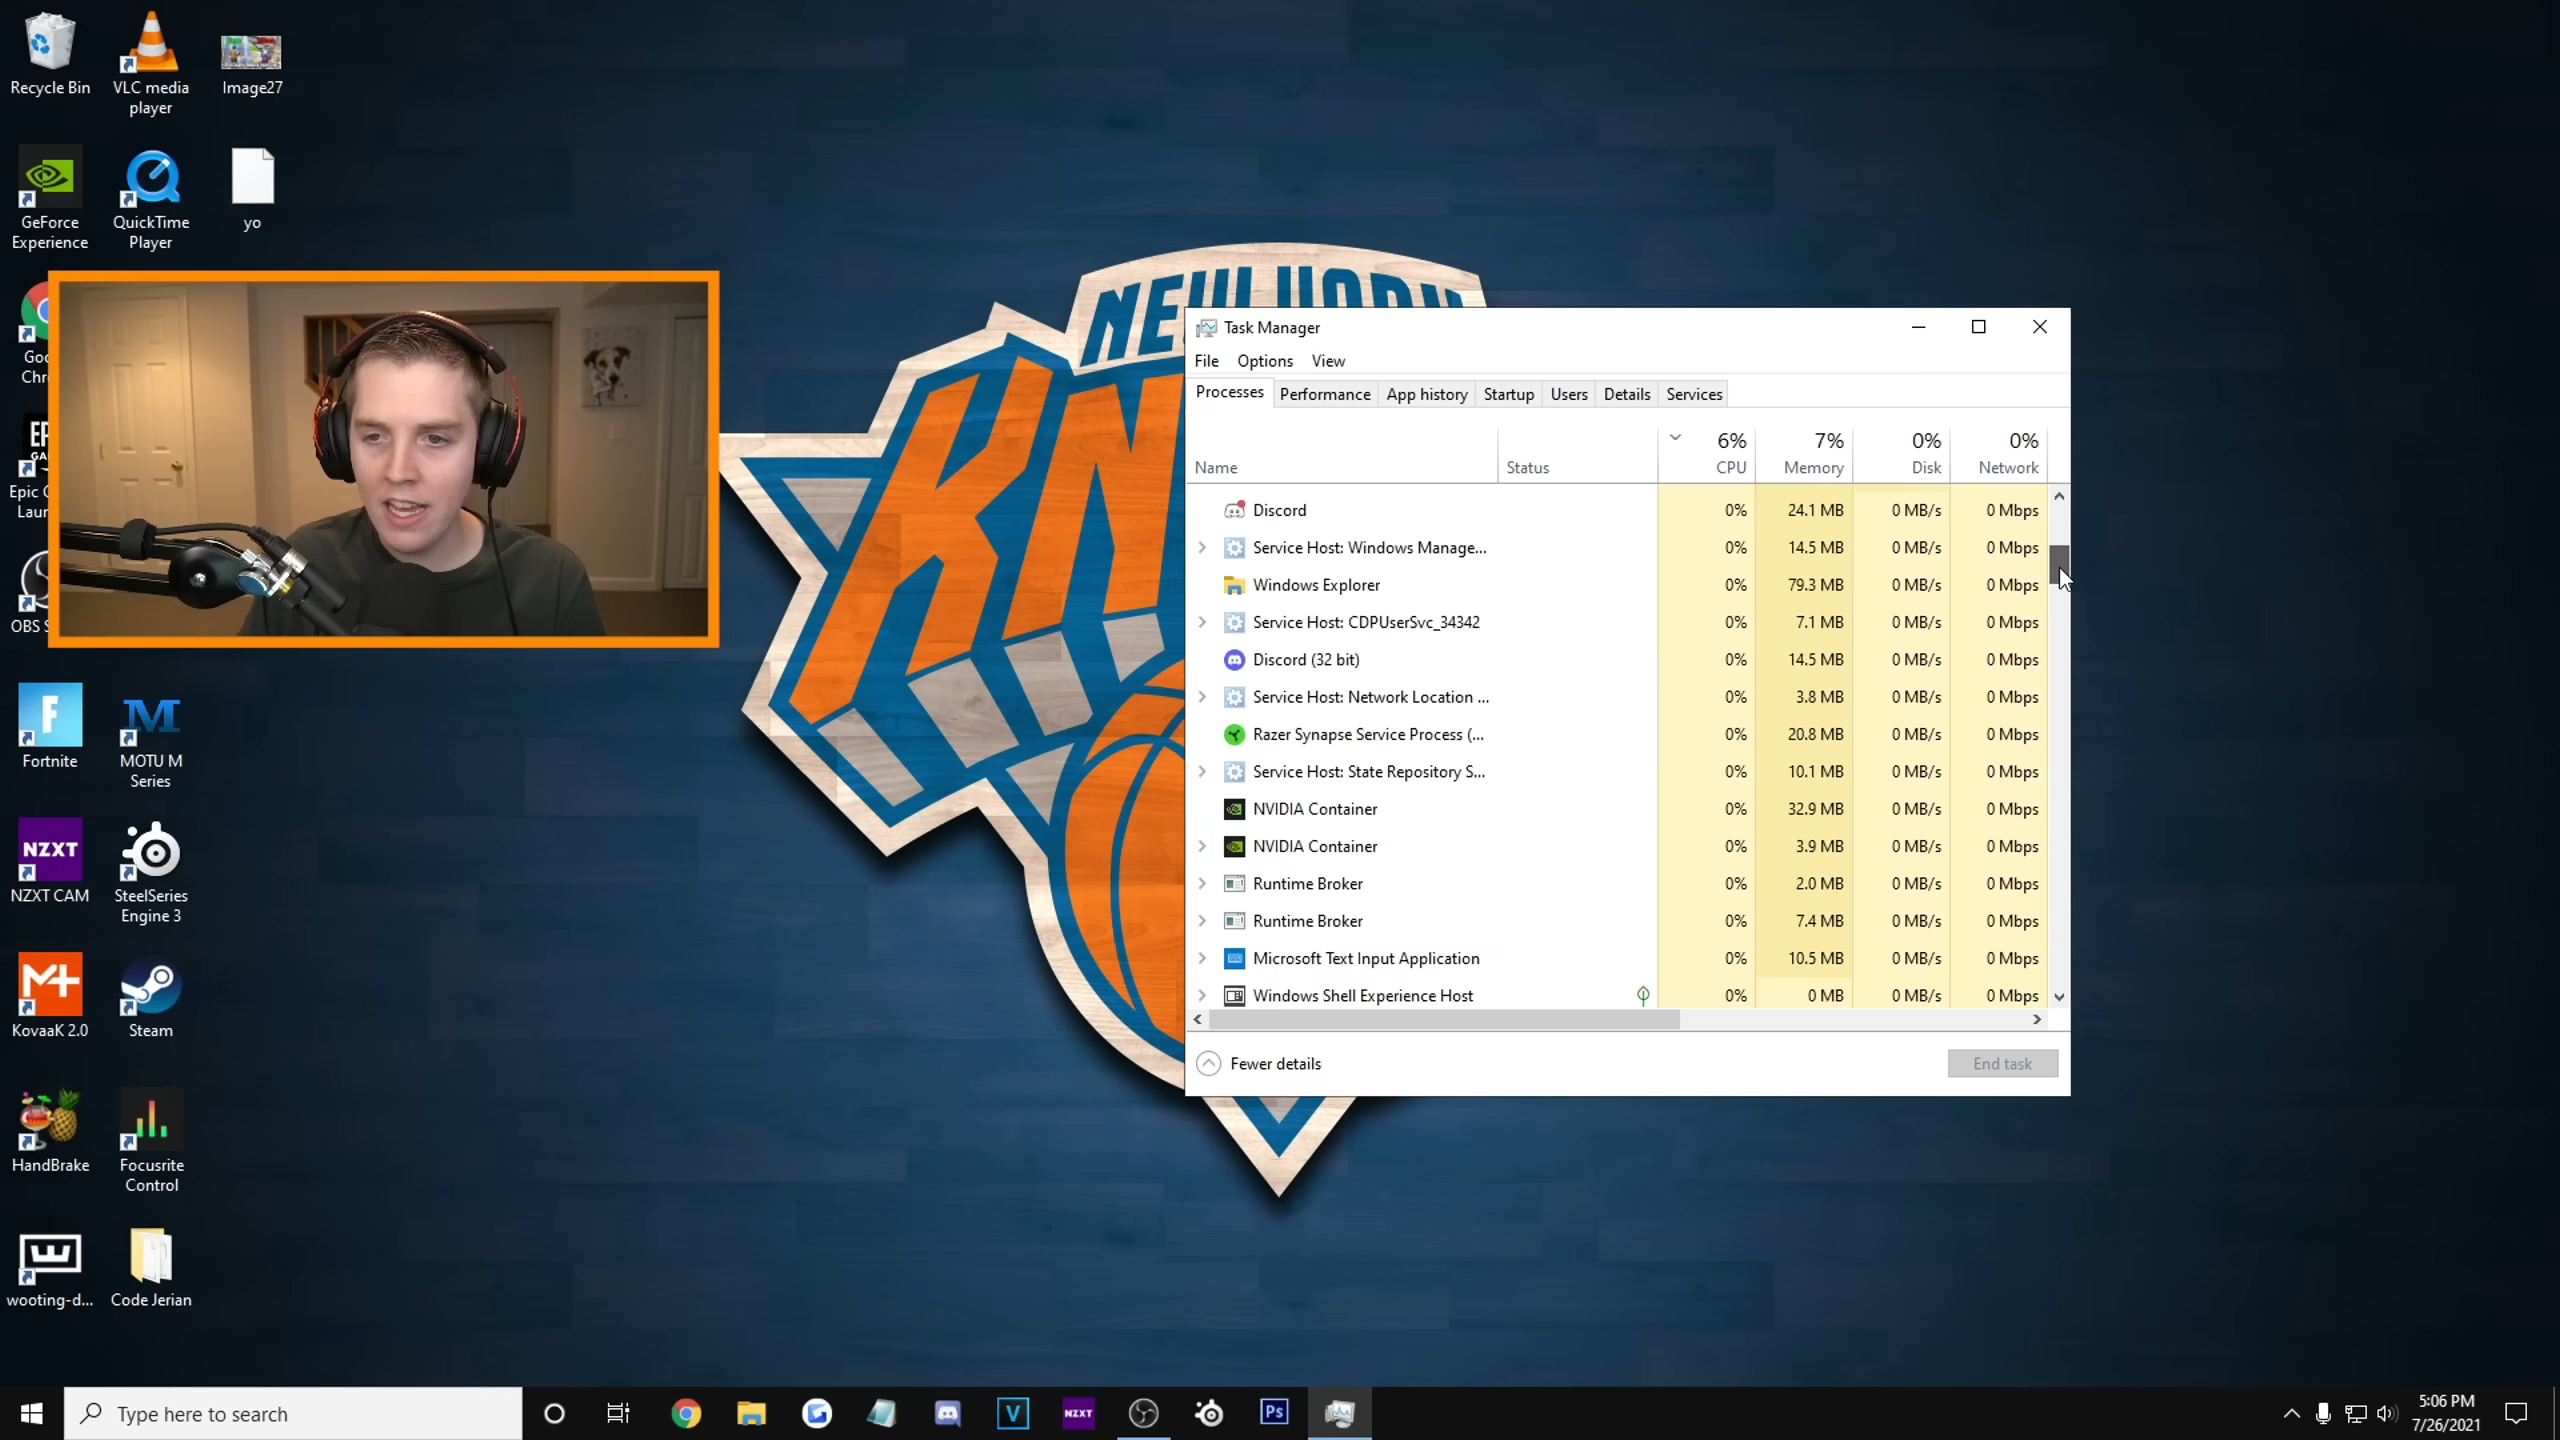 Recycle Bin
VLC media
player
Image27
GeForce
Experience
QuickTime
Player
yo
Fortnite
MOTU M
Series
NZXT
NZXT CAM
SteelSeries
Engine 3
KovaaK 2.0
Steam
HandBrake
Focusrite
Control
wooting-d...
Code Jerian
Epic
OBS
NEW YORK
Task Manager
File Options View
Processes Performance App history Startup Users Details Services
6% 7% 0% 0%
Name Status CPU Memory Disk Network
Discord 0% 24.1 MB 0 MB/s 0 Mbps
Service Host: Windows Manage... 0% 14.5 MB 0 MB/s 0 Mbps
Windows Explorer 0% 79.3 MB 0 MB/s 0 Mbps
Service Host: CDPUserSvc_34342 0% 7.1 MB 0 MB/s 0 Mbps
Discord (32 bit) 0% 14.5 MB 0 MB/s 0 Mbps
Service Host: Network Location ... 0% 3.8 MB 0 MB/s 0 Mbps
Razer Synapse Service Process (... 0% 20.8 MB 0 MB/s 0 Mbps
Service Host: State Repository S... 0% 10.1 MB 0 MB/s 0 Mbps
NVIDIA Container 0% 32.9 MB 0 MB/s 0 Mbps
NVIDIA Container 0% 3.9 MB 0 MB/s 0 Mbps
Runtime Broker 0% 2.0 MB 0 MB/s 0 Mbps
Runtime Broker 0% 7.4 MB 0 MB/s 0 Mbps
Microsoft Text Input Application 0% 10.5 MB 0 MB/s 0 Mbps
Windows Shell Experience Host 0% 0 MB 0 MB/s 0 Mbps
Fewer details End task
Type here to search
NZXT
Ps
5:06 PM
7/26/2021